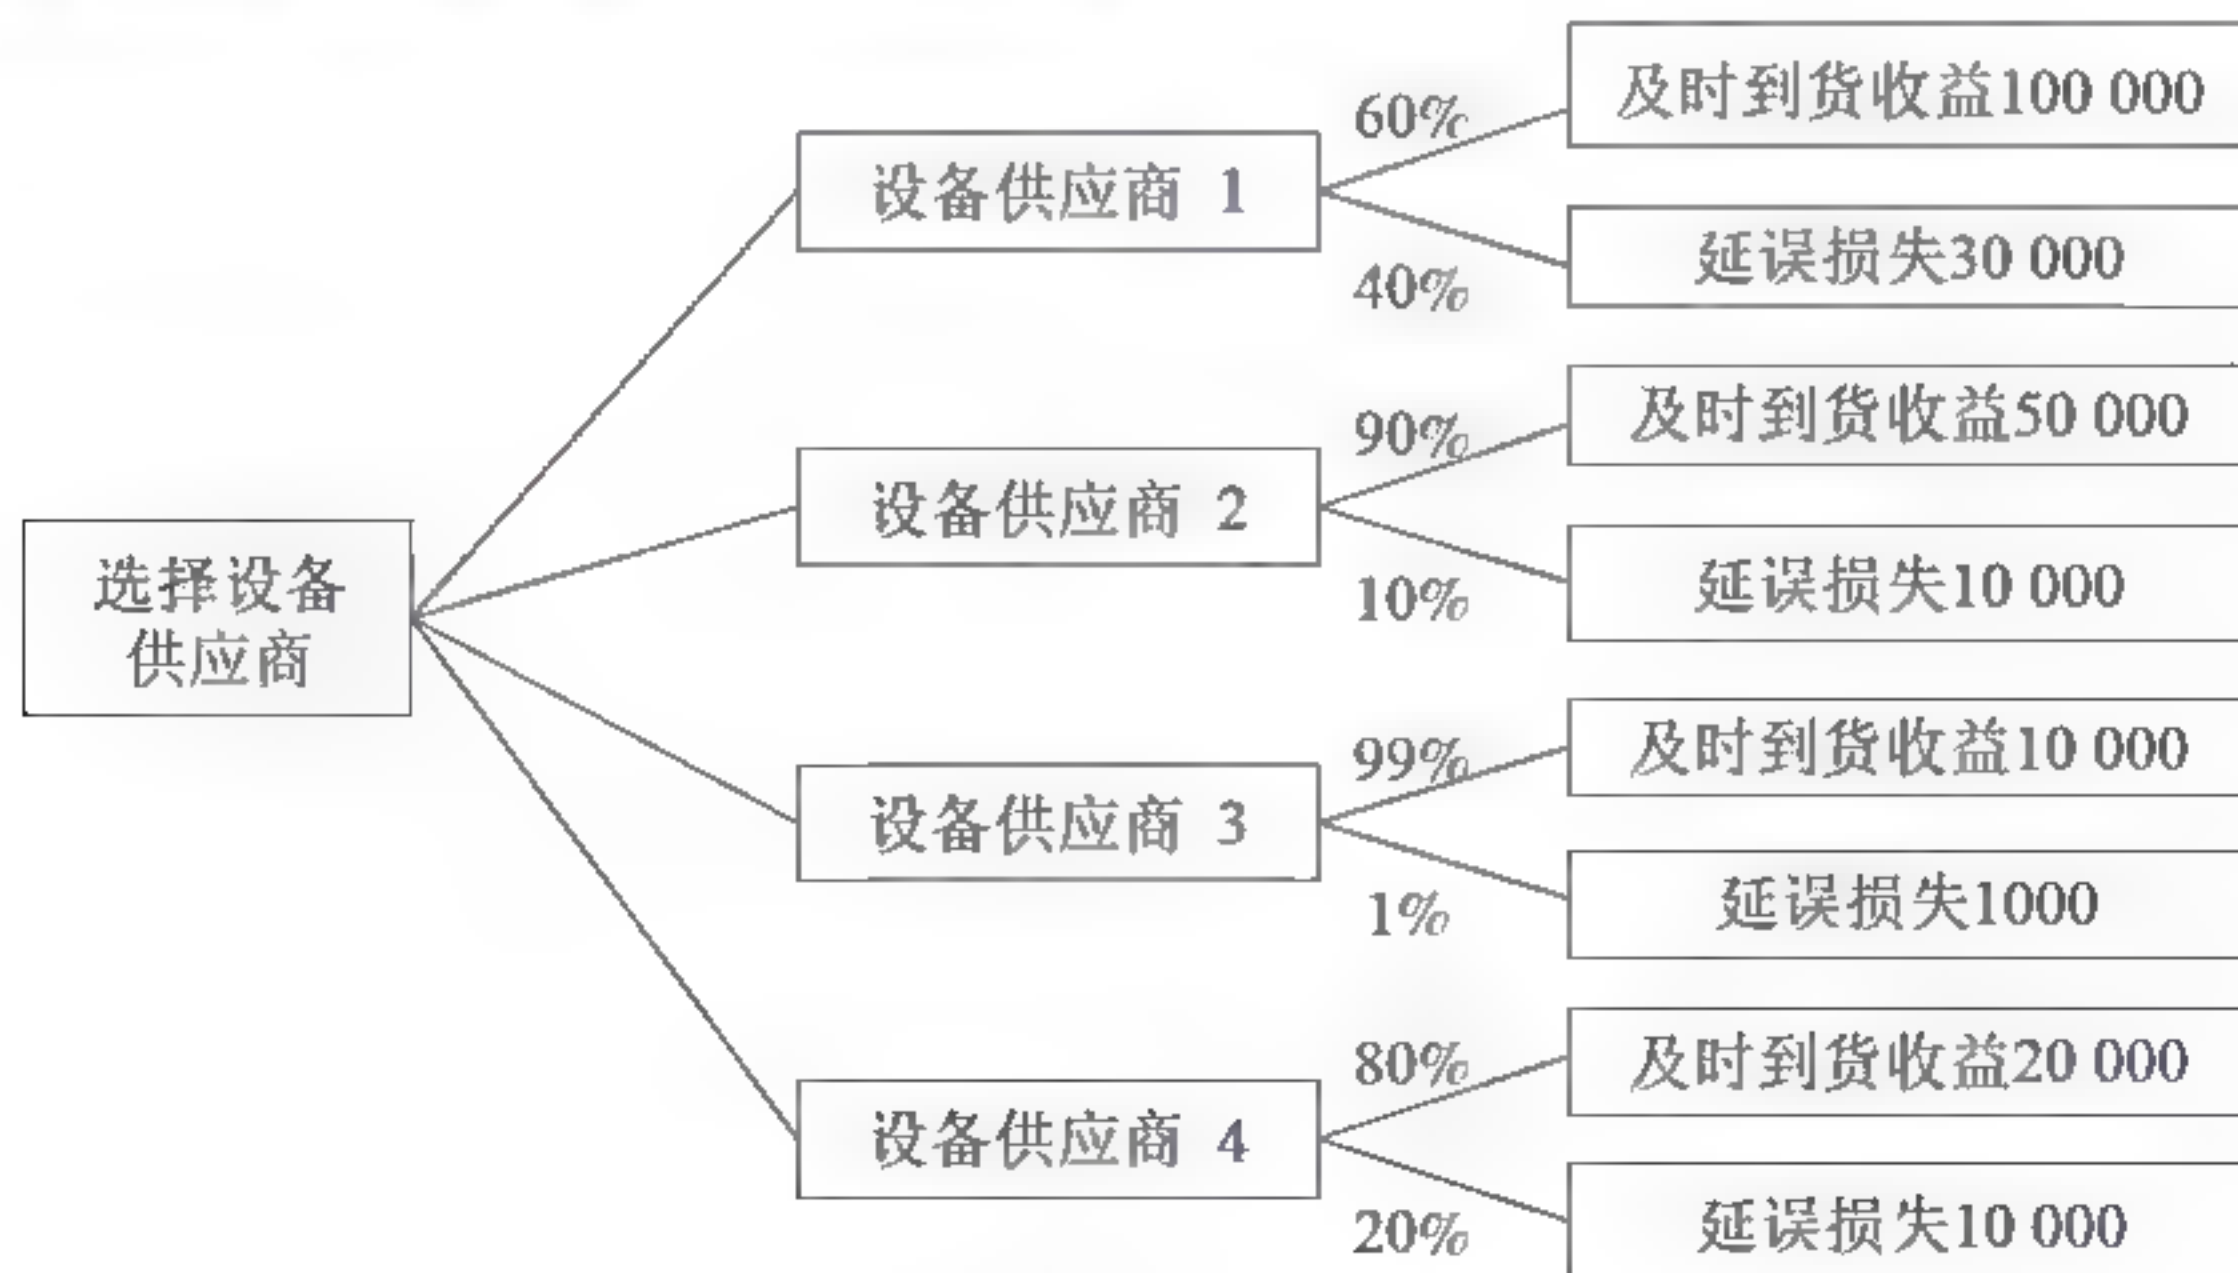 选择设备
供应商
设备供应商 1
60%
及时到货收益100 000
40%
延误损失30 000
设备供应商 2
90%
及时到货收益50 000
10%
延误损失10 000
设备供应商 3
99%
及时到货收益10 000
1%
延误损失1000
设备供应商 4
80%
及时到货收益20 000
20%
延误损失10 000